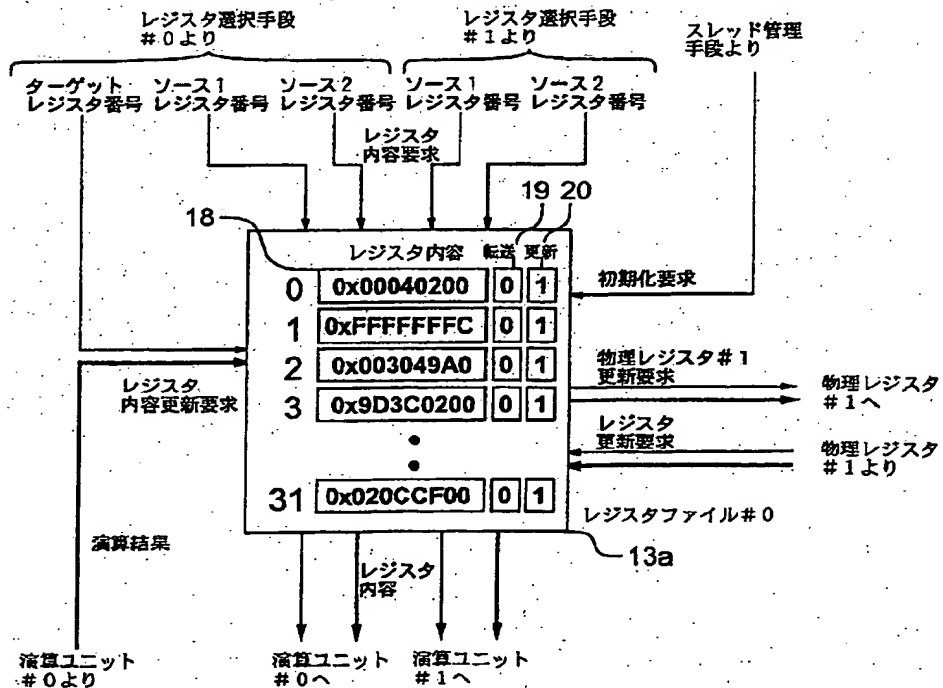 レジスタ選択手段
#0より
レジスタ選択手段
#1より
スレッド管理
手段より
ターゲット
レジスタ番号
ソース1
レジスタ番号
ソース2
レジスタ番号
ソース1
レジスタ番号
ソース2
レジスタ番号
レジスタ
内容要求
19 20
18
レジスタ内容 転送 更新
0 0x00040200 0 1
初期化要求
1 0xFFFFFFFC 0 1
2 0x003049A0 0 1
物理レジスタ#1
更新要求
物理レジスタ
#1へ
レジスタ
内容更新要求
3 0x9D3C0200 0 1
レジスタ
更新要求
物理レジスタ
#1より
31 0x020CCF00 0 1
レジスタファイル#0
13a
演算結果
レジスタ
内容
演算ユニット
#0より
演算ユニット
#0へ
演算ユニット
#1へ